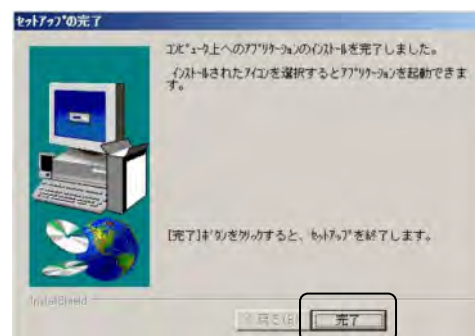 ｾｯﾄｱｯﾌﾟの完了
ｺﾝﾋﾟｭｰﾀ上へのｱﾌﾟﾘｹｰｼｮﾝのｲﾝｽﾄｰﾙを完了しました。
ｲﾝｽﾄｰﾙされたｱｲｺﾝを選択するとｱﾌﾟﾘｹｰｼｮﾝを起動できま
す。
[完了]ﾎﾞﾀﾝをｸﾘｯｸすると、ｾｯﾄｱｯﾌﾟを終了します。
InstallShield
< 戻る(B)
完了